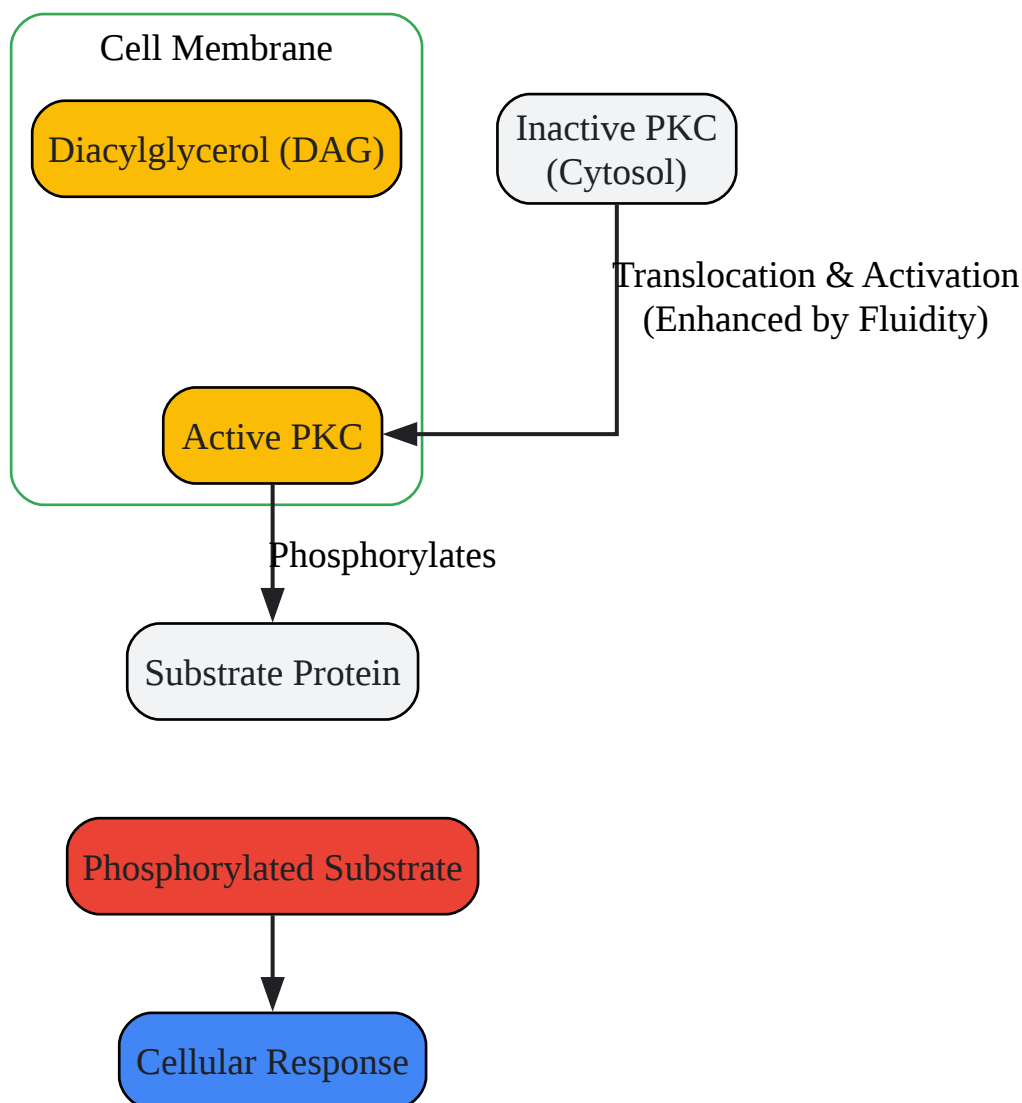 Cell Membrane
Diacylglycerol (DAG)
Inactive PKC
(Cytosol)
Translocation & Activation
(Enhanced by Fluidity)
Active PKC
Phosphorylates
Substrate Protein
Phosphorylated Substrate
Cellular Response